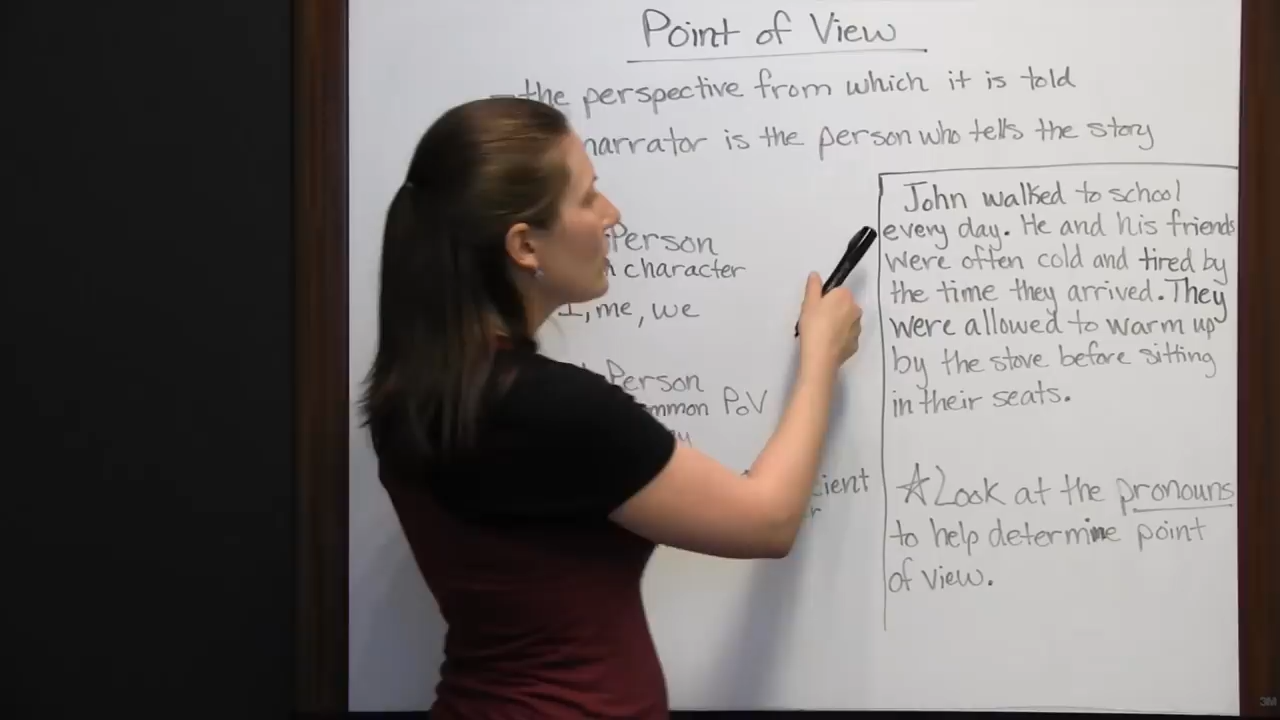 Point of View
- the perspective from which it is told
narrator is the person who tells the story
Person
character
I, me, we
Person
PoV
John walked to school
every day. He and his friends
were often cold and tired by
the time they arrived. They
were allowed to warm up
by the stove before sitting
in their seats.
☆ Look at the pronouns
to help determine point
of view.
3M